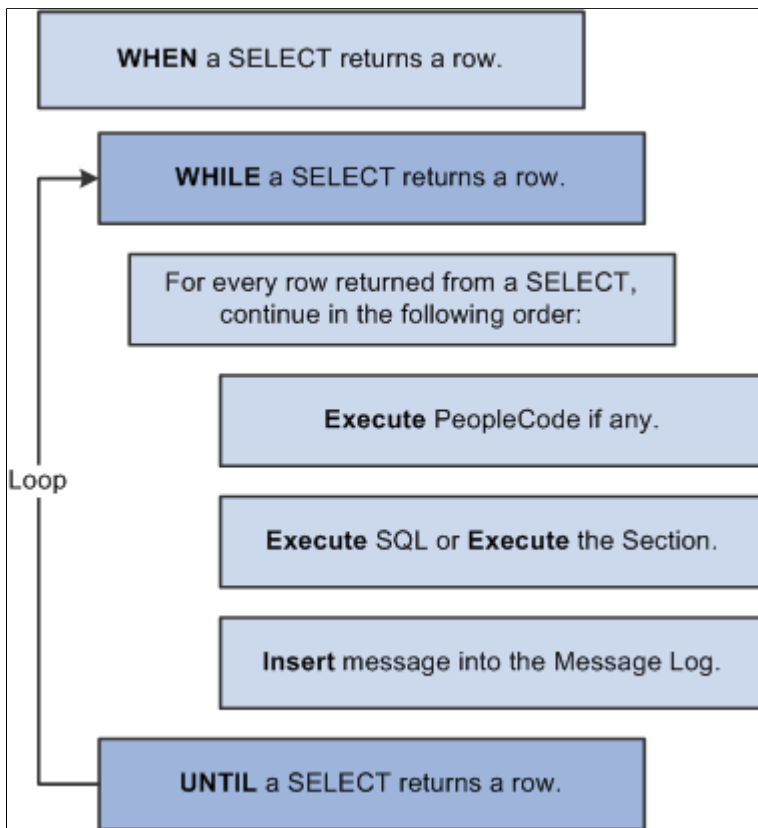 WHEN a SELECT returns a row.
WHILE a SELECT returns a row.
For every row returned from a SELECT,
continue in the following order:
Execute PeopleCode if any.
Loop
Execute SQL or Execute the Section.
Insert message into the Message Log.
UNTIL a SELECT returns a row.